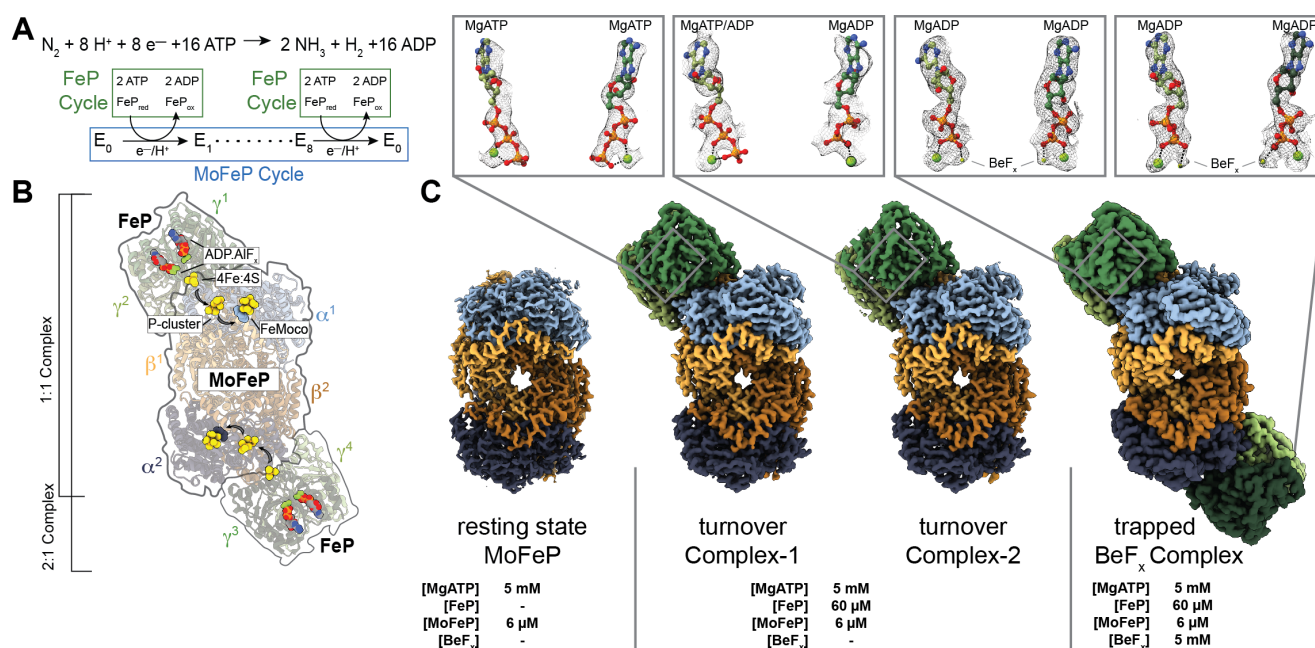 A
N₂ + 8 H⁺ + 8 e⁻ +16 ATP → 2 NH₃ + H₂ +16 ADP
FeP Cycle
2 ATP 2 ADP
FeP_red FeP_ox
FeP Cycle
2 ATP 2 ADP
FeP_red FeP_ox
E₀ e⁻/H⁺ E₁ · · · · · · · · E₈ e⁻/H⁺ E₀
MoFeP Cycle
B
1:1 Complex
2:1 Complex
FeP
γ¹
ADP.AlFₓ
4Fe:4S
γ²
P-cluster
FeMoco
α¹
β¹
MoFeP
β²
α²
γ⁴
γ³
FeP
C
MgATP MgATP
MgATP/ADP MgADP
MgADP MgADP
BeFₓ
MgADP MgADP
BeFₓ
resting state
MoFeP
[MgATP] 5 mM
[FeP] -
[MoFeP] 6 µM
[BeFₓ] -
turnover
Complex-1
turnover
Complex-2
[MgATP] 5 mM
[FeP] 60 µM
[MoFeP] 6 µM
[BeFₓ] -
trapped
BeFₓ Complex
[MgATP] 5 mM
[FeP] 60 µM
[MoFeP] 6 µM
[BeFₓ] 5 mM